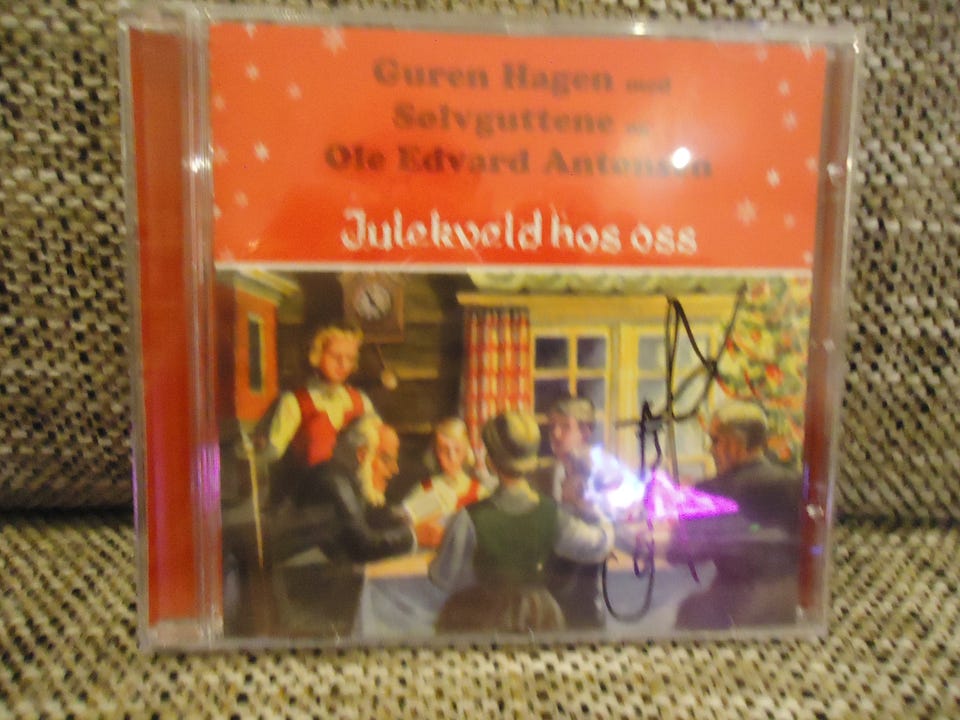 Guren Hagen med
Sølvguttene og
Ole Edvard Antonsen
Julekveld hos oss